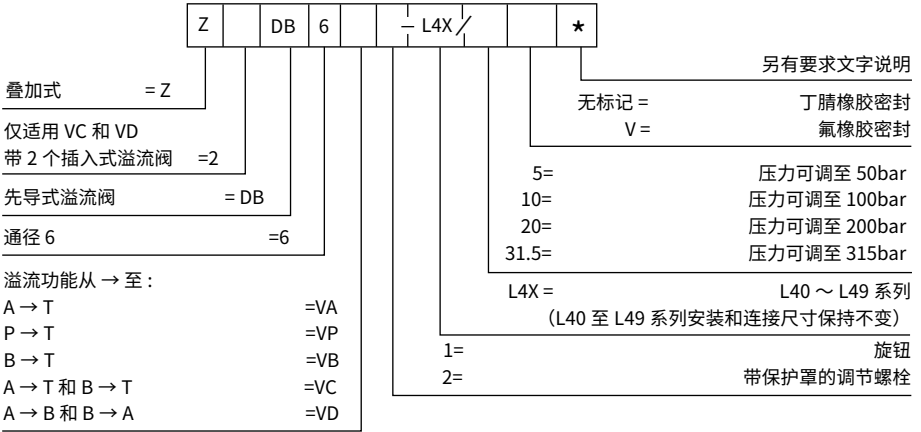 Z DB 6 – L4X / *
另有要求文字说明
叠加式 = Z
无标记 = 丁腈橡胶密封
V = 氟橡胶密封
仅适用 VC 和 VD
带 2 个插入式溢流阀 =2
5= 压力可调至 50bar
10= 压力可调至 100bar
20= 压力可调至 200bar
31.5= 压力可调至 315bar
先导式溢流阀 = DB
通径 6 =6
溢流功能从 → 至 :
A → T =VA
P → T =VP
B → T =VB
A → T 和 B → T =VC
A → B 和 B → A =VD
L4X = L40 ～ L49 系列
（L40 至 L49 系列安装和连接尺寸保持不变）
1= 旋钮
2= 带保护罩的调节螺栓